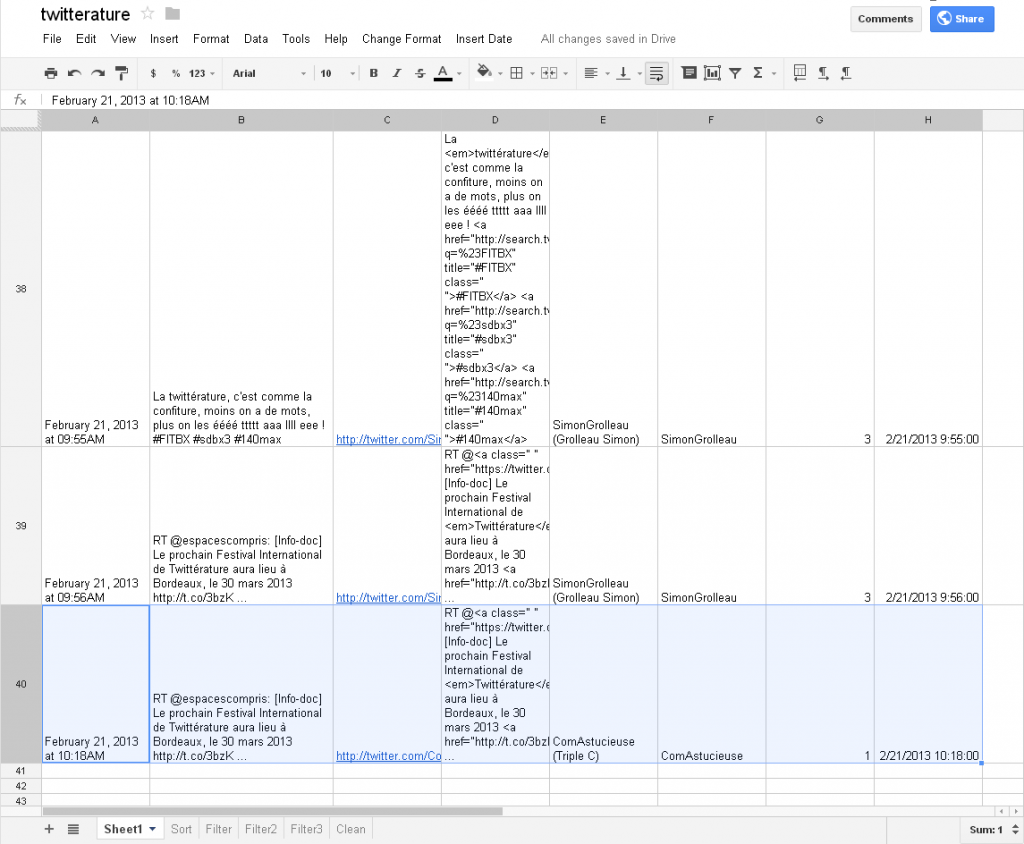 twitterature
Comments
Share
File Edit View Insert Format Data Tools Help Change Format Insert Date All changes saved in Drive
$ % 123 Arial 10 B I S A Σ
fx February 21, 2013 at 10:18AM
A B C D E F G H
38
February 21, 2013
at 09:55AM
La twittérature, c'est comme la
confiture, moins on a de mots,
plus on les éééé ttttt aaa llll eee !
#FITBX #sdbx3 #140max
http://twitter.com/Sir
La
<em>twittérature</e
c'est comme la
confiture, moins on
a de mots, plus on
les éééé ttttt aaa llll
eee ! <a
href="http://search.tv
q=%23FITBX"
title="#FITBX"
class="
">#FITBX</a> <a
href="http://search.tv
q=%23sdbx3"
title="#sdbx3"
class="
">#sdbx3</a> <a
href="http://search.tv
q=%23140max"
title="#140max"
class="
">#140max</a>
SimonGrolleau
(Grolleau Simon)
SimonGrolleau
3
2/21/2013 9:55:00
39
February 21, 2013
at 09:56AM
RT @espacescompris: [Info-doc]
Le prochain Festival International
de Twittérature aura lieu à
Bordeaux, le 30 mars 2013
http://t.co/3bzK ...
http://twitter.com/Sir
RT @<a class=" "
href="https://twitter.c
[Info-doc] Le
prochain Festival
International de
<em>Twittérature</e
aura lieu à
Bordeaux, le 30
mars 2013 <a
href="http://t.co/3bzl
...
SimonGrolleau
(Grolleau Simon)
SimonGrolleau
3
2/21/2013 9:56:00
40
February 21, 2013
at 10:18AM
RT @espacescompris: [Info-doc]
Le prochain Festival International
de Twittérature aura lieu à
Bordeaux, le 30 mars 2013
http://t.co/3bzK ...
http://twitter.com/Co
RT @<a class=" "
href="https://twitter.c
[Info-doc] Le
prochain Festival
International de
<em>Twittérature</e
aura lieu à
Bordeaux, le 30
mars 2013 <a
href="http://t.co/3bzl
...
ComAstucieuse
(Triple C)
ComAstucieuse
1
2/21/2013 10:18:00
41
42
43
+ Sheet1 Sort Filter Filter2 Filter3 Clean
Sum: 1